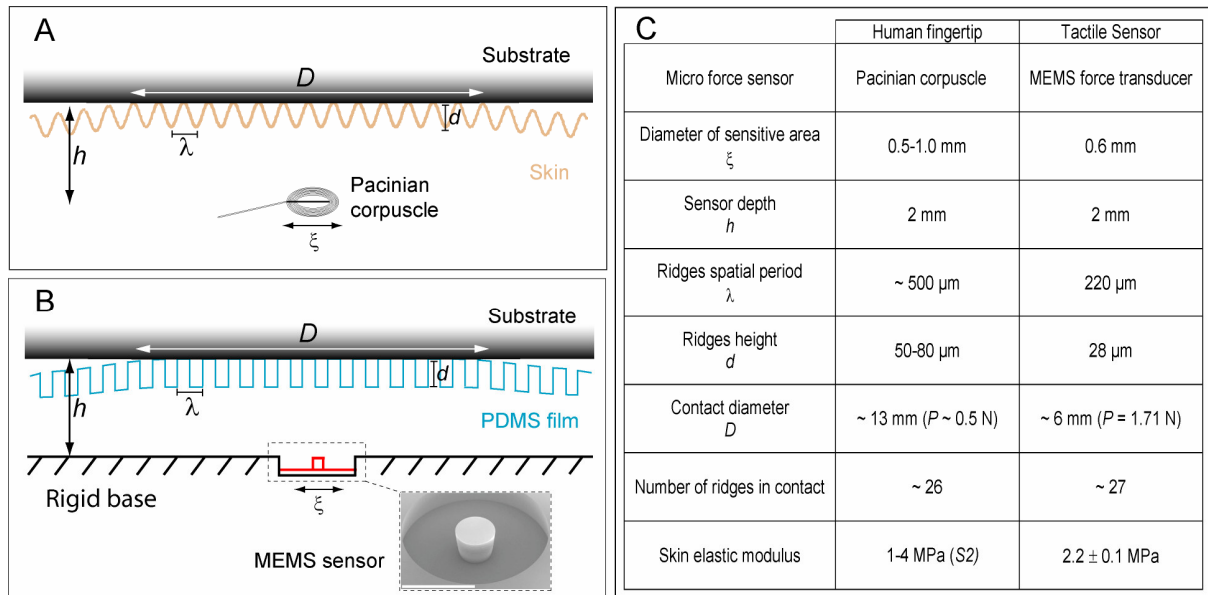 A
Substrate
D
d
λ
h
Skin
Pacinian
corpuscle
ξ
B
Substrate
D
d
λ
h
PDMS film
Rigid base
ξ
MEMS sensor
C
Human fingertip Tactile Sensor
Micro force sensor Pacinian corpuscle MEMS force transducer
Diameter of sensitive area
ξ
0.5-1.0 mm 0.6 mm
Sensor depth
h
2 mm 2 mm
Ridges spatial period
λ
~ 500 µm 220 µm
Ridges height
d
50-80 µm 28 µm
Contact diameter
D
~ 13 mm (P ~ 0.5 N) ~ 6 mm (P = 1.71 N)
Number of ridges in contact ~ 26 ~ 27
Skin elastic modulus 1-4 MPa (S2) 2.2 ± 0.1 MPa